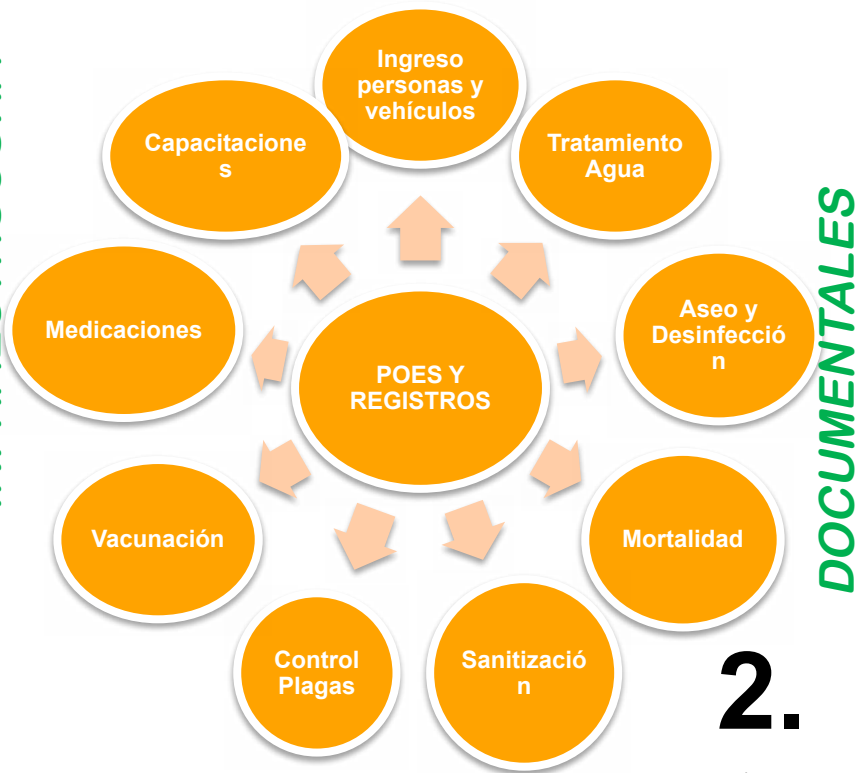 Ingreso
personas y
vehículos
Tratamiento
Agua
Aseo y
Desinfecció
n
Mortalidad
Sanitizació
n
Control
Plagas
Vacunación
Medicaciones
Capacitacione
s
POES Y
REGISTROS
DOCUMENTALES
2.